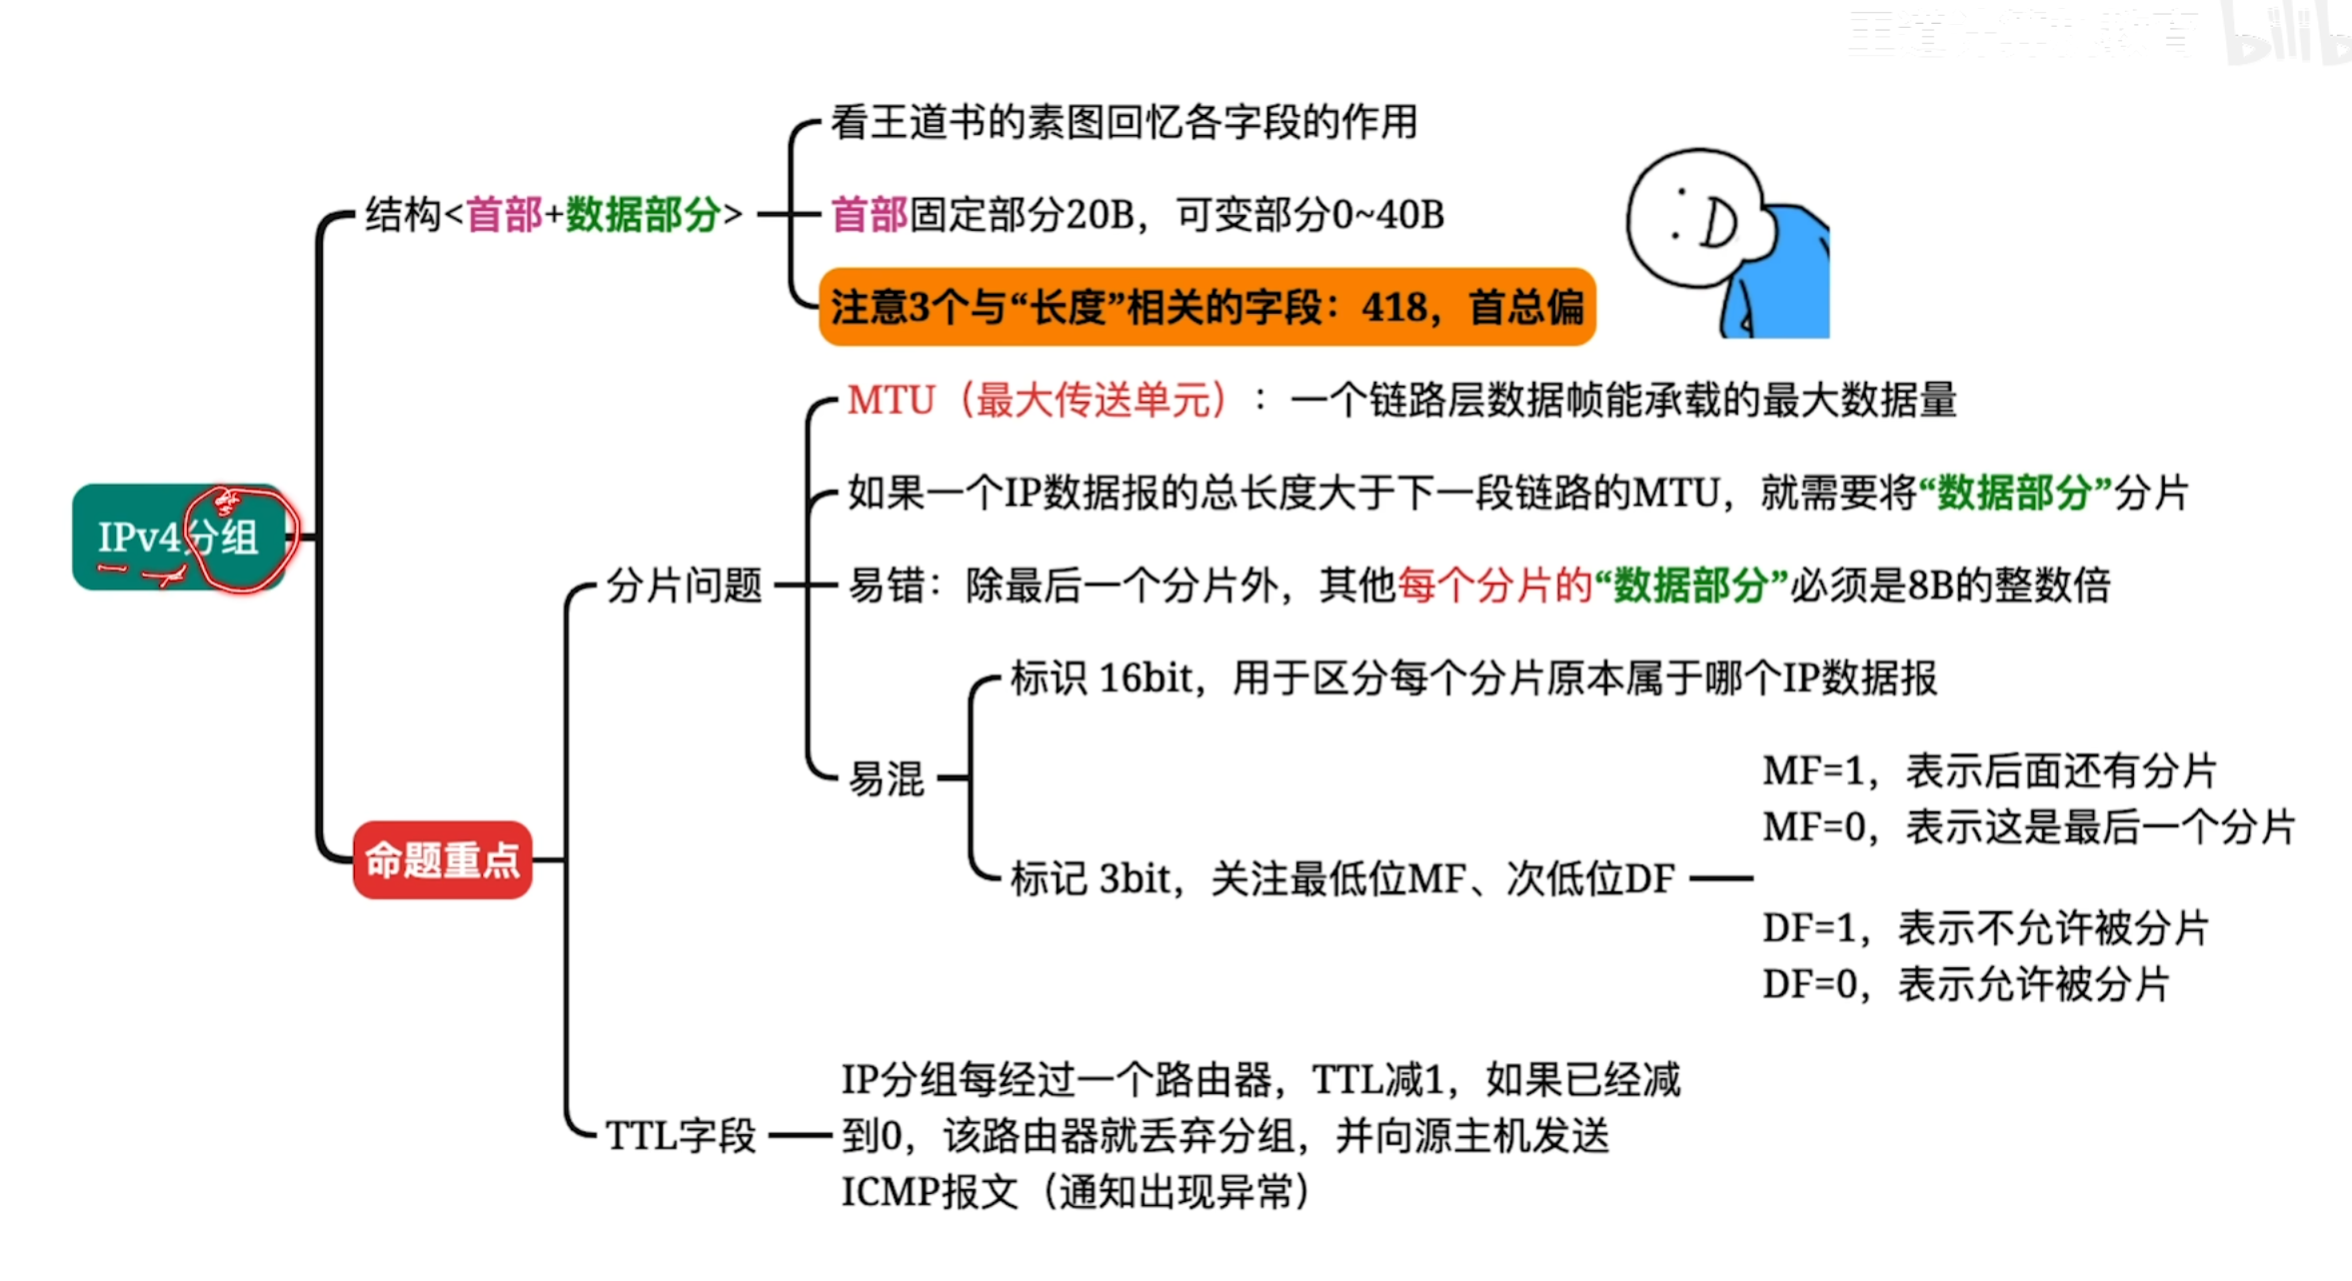 看王道书的素图回忆各字段的作用
结构<首部+数据部分>
首部固定部分20B，可变部分0~40B
注意3个与“长度”相关的字段：418，首总偏
MTU（最大传送单元）：一个链路层数据帧能承载的最大数据量
如果一个IP数据报的总长度大于下一段链路的MTU，就需要将“数据部分”分片
IPv4分组
分片问题
易错：除最后一个分片外，其他每个分片的“数据部分”必须是8B的整数倍
标识 16bit，用于区分每个分片原本属于哪个IP数据报
易混
MF=1，表示后面还有分片
MF=0，表示这是最后一个分片
命题重点
标记 3bit，关注最低位MF、次低位DF
DF=1，表示不允许被分片
DF=0，表示允许被分片
TTL字段
IP分组每经过一个路由器，TTL减1，如果已经减
到0，该路由器就丢弃分组，并向源主机发送
ICMP报文（通知出现异常）